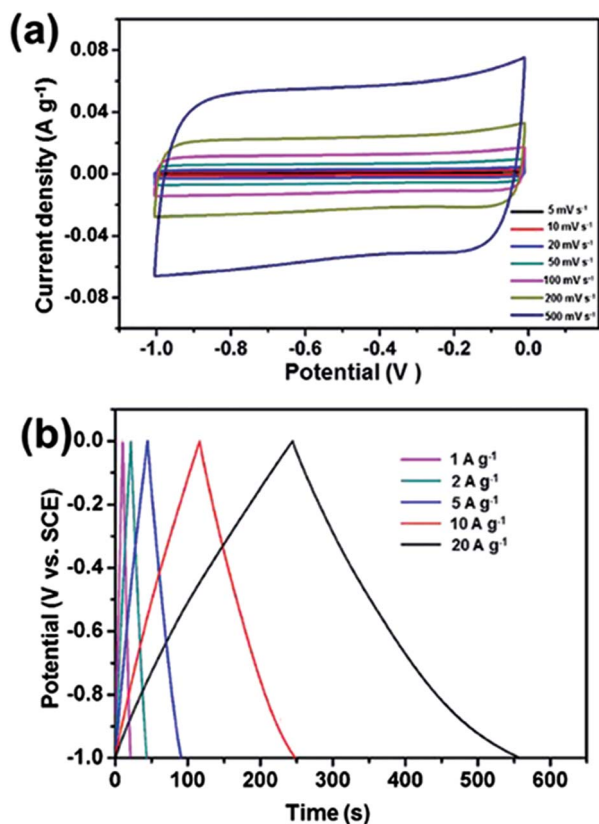 (a)
Current density (A g⁻¹)
0.08
0.04
0.00
-0.04
-0.08
5 mV s⁻¹
10 mV s⁻¹
20 mV s⁻¹
50 mV s⁻¹
100 mV s⁻¹
200 mV s⁻¹
500 mV s⁻¹
-1.0 -0.8 -0.6 -0.4 -0.2 0.0
Potential (V )
(b)
Potential (V vs. SCE)
0.0
-0.2
-0.4
-0.6
-0.8
-1.0
1 A g⁻¹
2 A g⁻¹
5 A g⁻¹
10 A g⁻¹
20 A g⁻¹
0 100 200 300 400 500 600
Time (s)